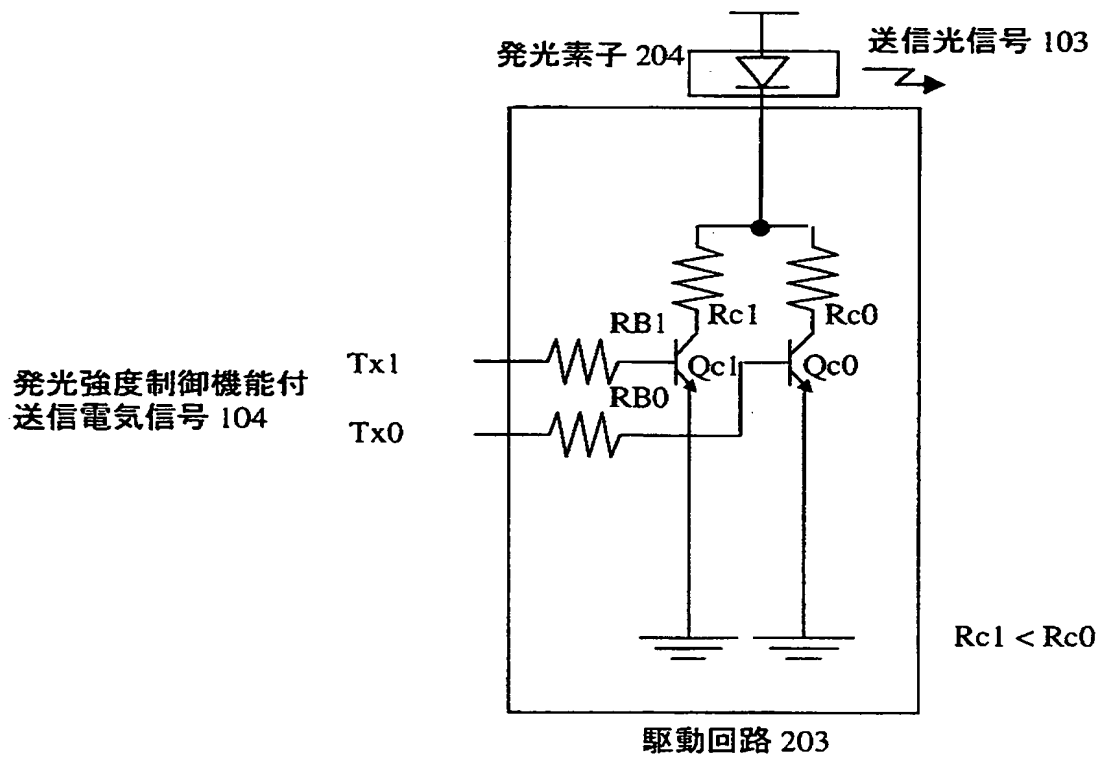 発光素子 204
送信光信号 103
Rc1
Rc0
RB1
Tx1
Qc1
Qc0
発光強度制御機能付
送信電気信号 104
RB0
Tx0
Rc1 < Rc0
駆動回路 203